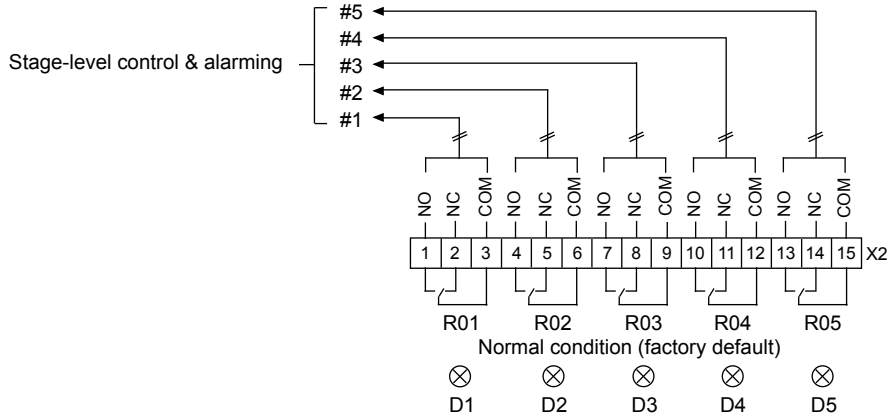 #5
#4
Stage-level control & alarming
#3
#2
#1
NO NC COM NO NC COM NO NC COM NO NC COM NO NC COM
1 2 3 4 5 6 7 8 9 10 11 12 13 14 15 X2
R01 R02 R03 R04 R05
Normal condition (factory default)
D1 D2 D3 D4 D5